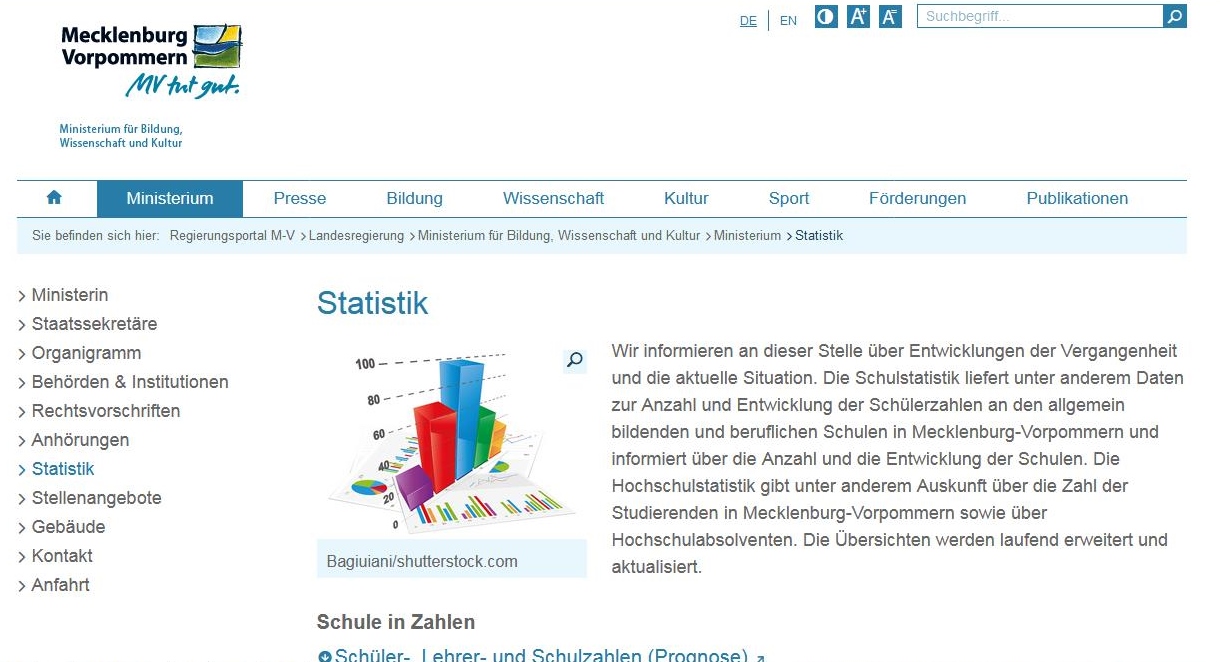 DE EN A+ A=
Suchbegriff...
Mecklenburg
Vorpommern
MV tut gut.
Ministerium für Bildung,
Wissenschaft und Kultur
Ministerium Presse Bildung Wissenschaft Kultur Sport Förderungen Publikationen
Sie befinden sich hier: Regierungsportal M-V > Landesregierung > Ministerium für Bildung, Wissenschaft und Kultur > Ministerium > Statistik
> Ministerin
> Staatssekretäre
> Organigramm
> Behörden & Institutionen
> Rechtsvorschriften
> Anhörungen
> Statistik
> Stellenangebote
> Gebäude
> Kontakt
> Anfahrt
Statistik
100
80
60
40
20
0
Bagiuiani/shutterstock.com
Wir informieren an dieser Stelle über Entwicklungen der Vergangenheit
und die aktuelle Situation. Die Schulstatistik liefert unter anderem Daten
zur Anzahl und Entwicklung der Schülerzahlen an den allgemein
bildenden und beruflichen Schulen in Mecklenburg-Vorpommern und
informiert über die Anzahl und die Entwicklung der Schulen. Die
Hochschulstatistik gibt unter anderem Auskunft über die Zahl der
Studierenden in Mecklenburg-Vorpommern sowie über
Hochschulabsolventen. Die Übersichten werden laufend erweitert und
aktualisiert.
Schule in Zahlen
Schüler-, Lehrer- und Schulzahlen (Prognose)